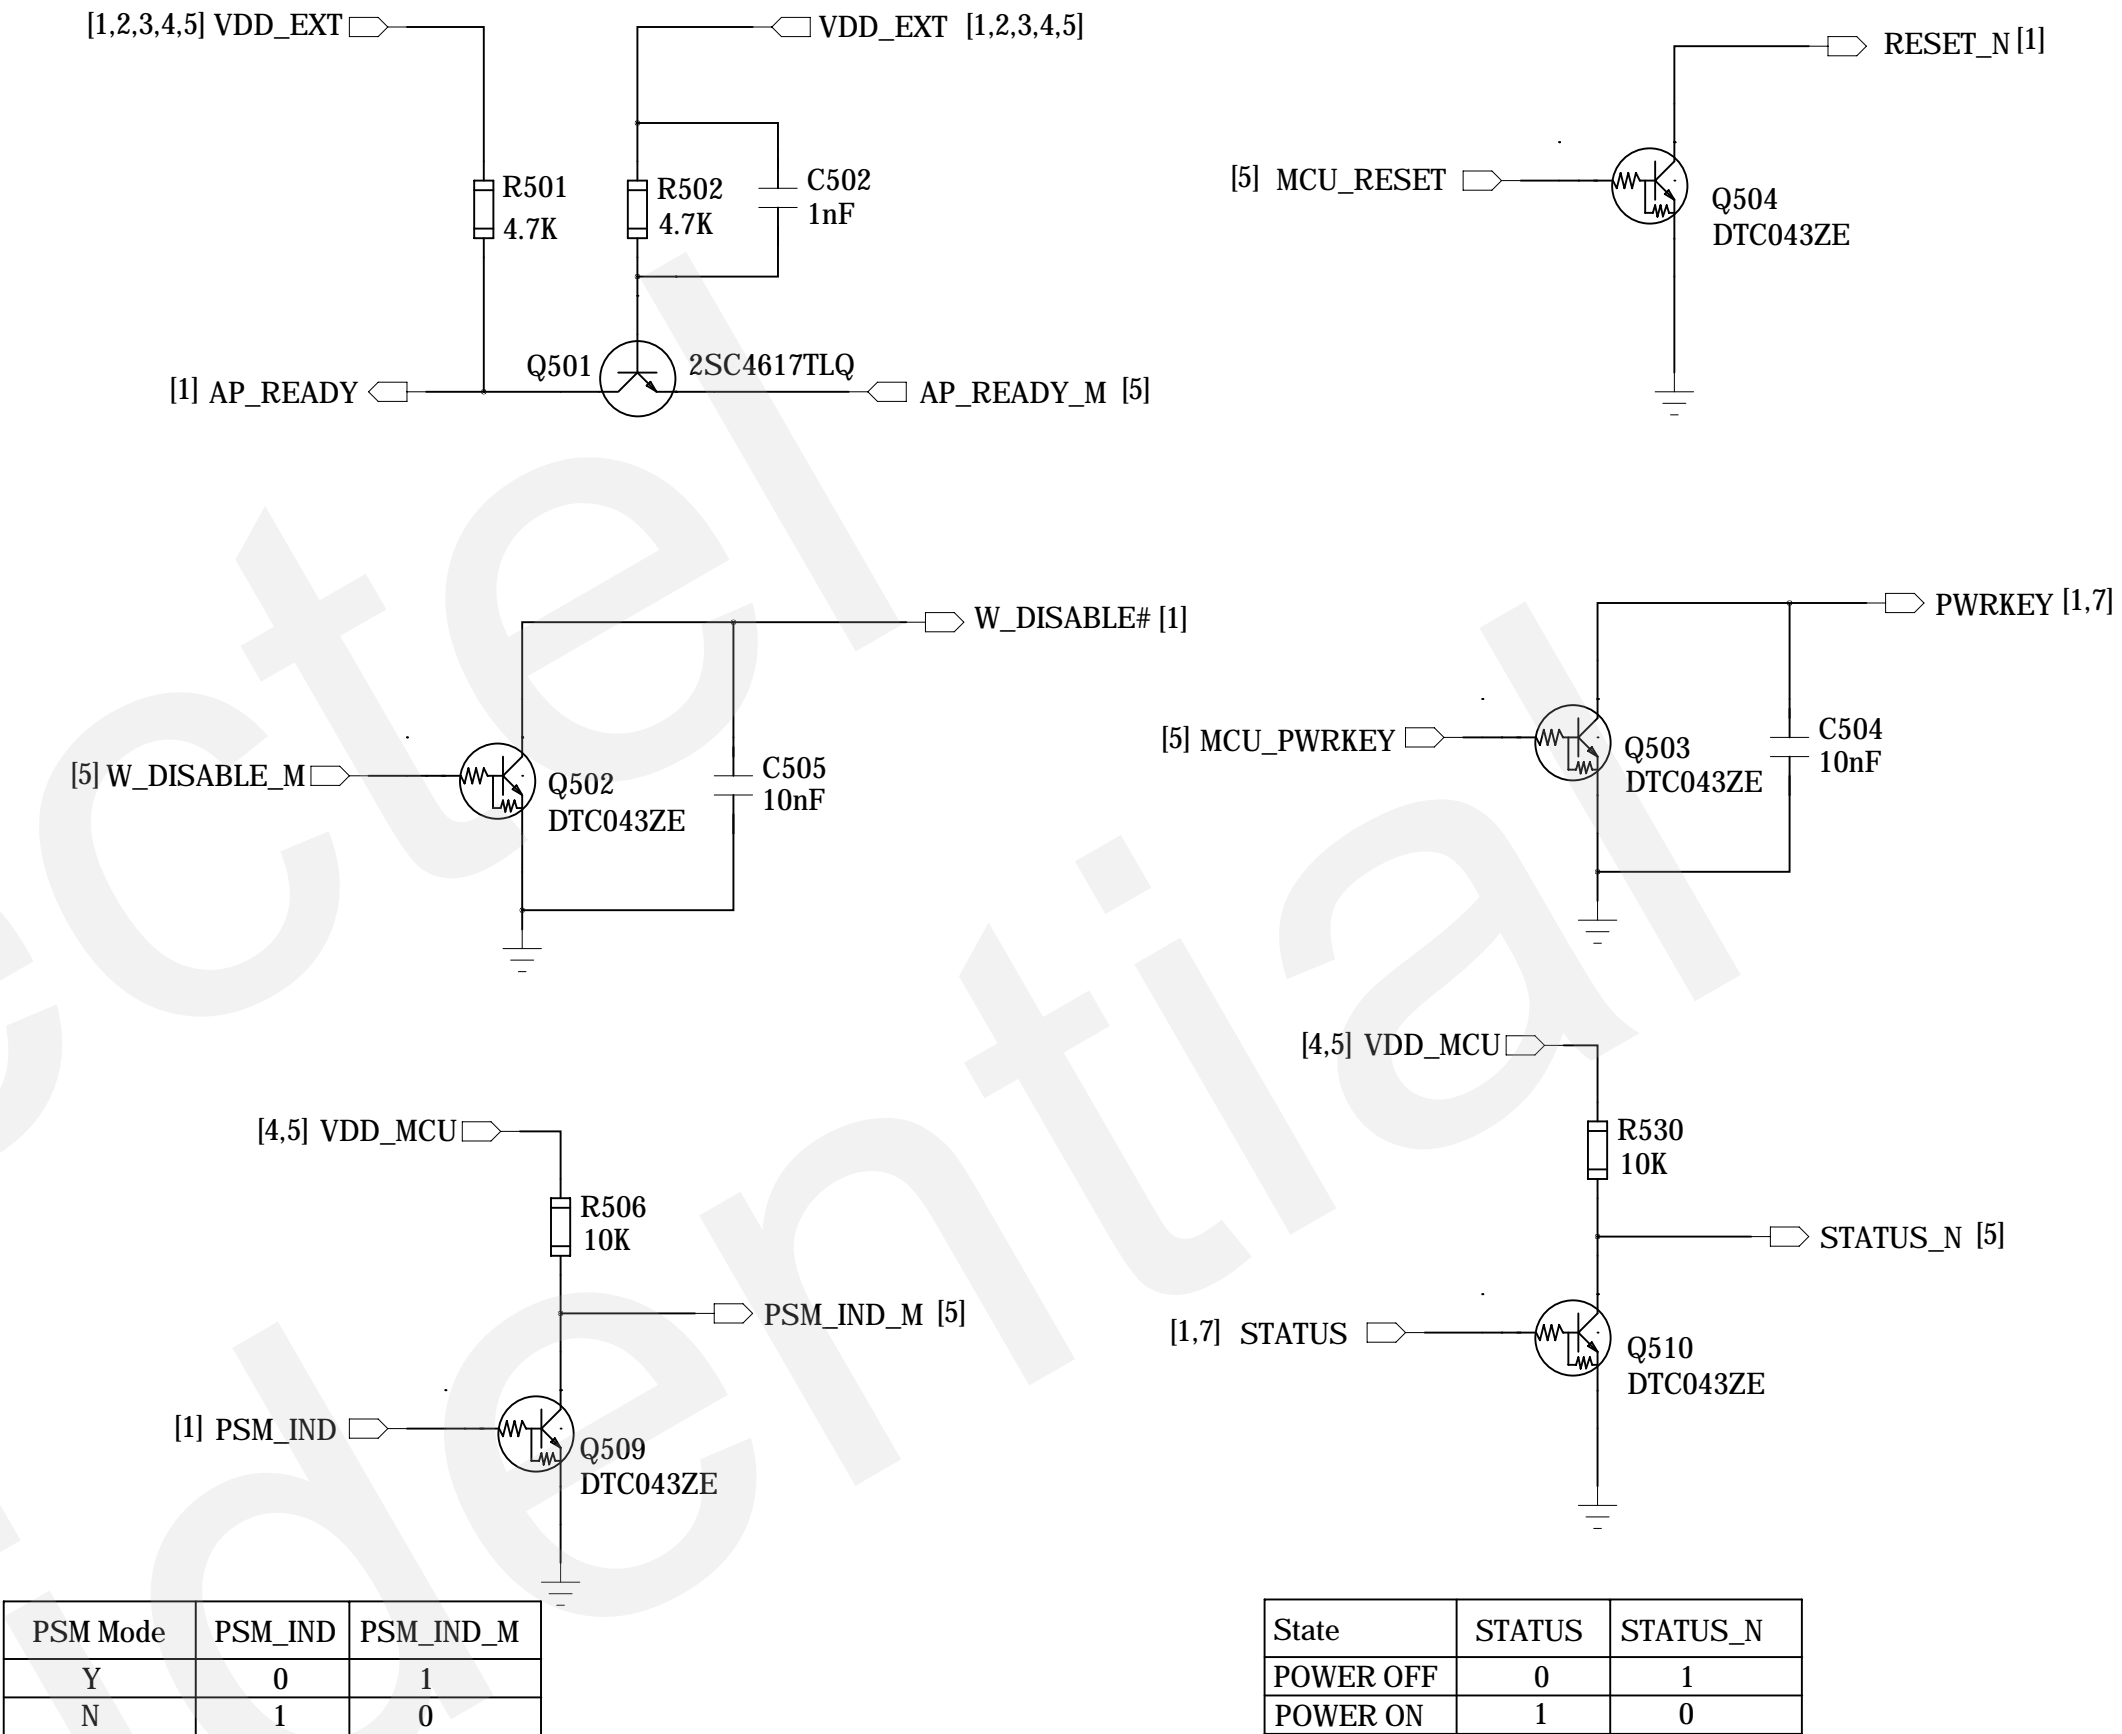 [1,2,3,4,5] VDD_EXT
VDD_EXT [1,2,3,4,5]
R501
4.7K
R502
4.7K
C502
1nF
Q501
2SC4617TLQ
[1] AP_READY
AP_READY_M [5]
RESET_N [1]
[5] MCU_RESET
Q504
DTC043ZE
W_DISABLE# [1]
[5] W_DISABLE_M
Q502
DTC043ZE
C505
10nF
PWRKEY [1,7]
[5] MCU_PWRKEY
Q503
DTC043ZE
C504
10nF
[4,5] VDD_MCU
R506
10K
PSM_IND_M [5]
[1] PSM_IND
Q509
DTC043ZE
[4,5] VDD_MCU
R530
10K
STATUS_N [5]
[1,7] STATUS
Q510
DTC043ZE
PSM Mode PSM_IND PSM_IND_M
Y 0 1
N 1 0
State STATUS STATUS_N
POWER OFF 0 1
POWER ON 1 0
ectel
idential